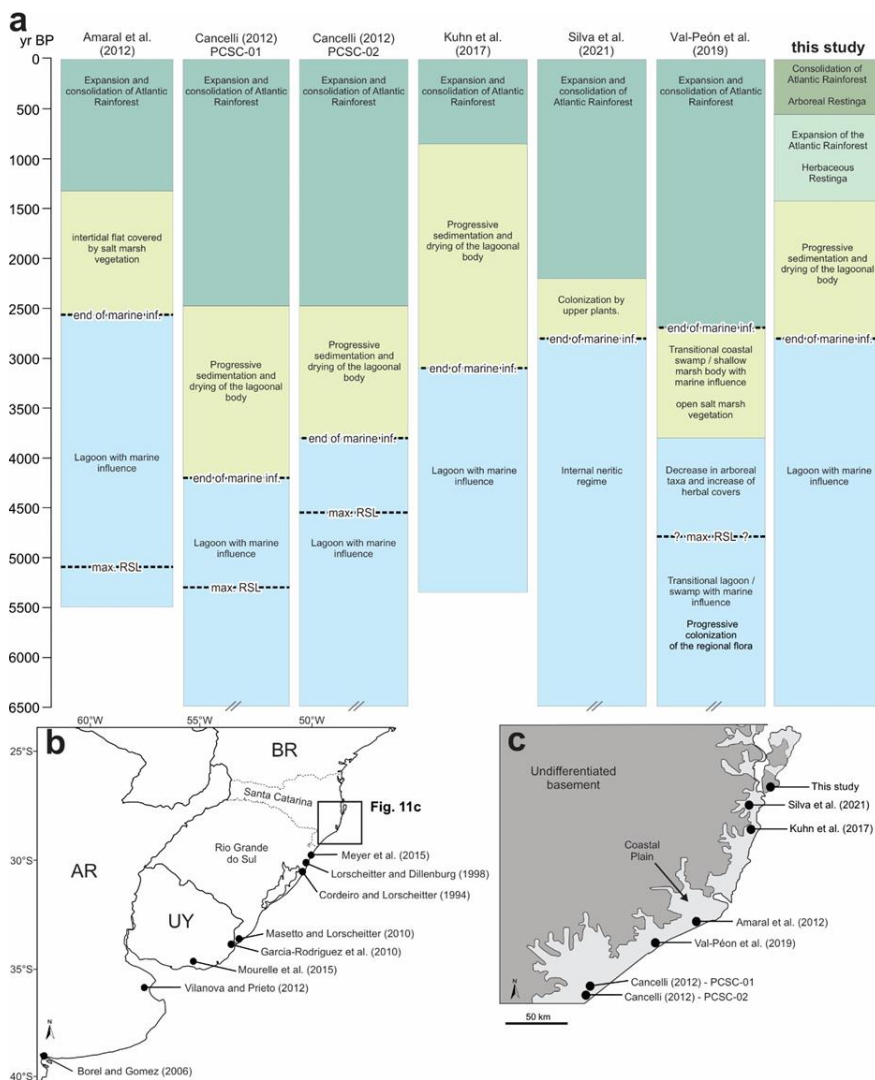 a
yr BP
Amaral et al.
(2012)
Cancelli (2012)
PCSC-01
Cancelli (2012)
PCSC-02
Kuhn et al.
(2017)
Silva et al.
(2021)
Val-Peón et al.
(2019)
this study
0
500
1000
1500
2000
2500
3000
3500
4000
4500
5000
5500
6000
6500
Expansion and
consolidation of Atlantic
Rainforest
intertidal flat covered
by salt marsh
vegetation
end of marine inf.
Lagoon with marine
influence
max. RSL
Expansion and
consolidation of Atlantic
Rainforest
Progressive
sedimentation and
drying of the lagoonal
body
end of marine inf.
Lagoon with marine
influence
max. RSL
Expansion and
consolidation of Atlantic
Rainforest
Progressive
sedimentation and
drying of the lagoonal
body
end of marine inf.
max. RSL
Lagoon with marine
influence
Expansion and
consolidation of Atlantic
Rainforest
Progressive
sedimentation and
drying of the lagoonal
body
end of marine inf.
Lagoon with marine
influence
Expansion and
consolidation of Atlantic
Rainforest
Colonization by
upper plants.
end of marine inf.
Internal neritic
regime
Expansion and
consolidation of Atlantic
Rainforest
end of marine inf.
Transitional coastal
swamp / shallow
marsh body with
marine influence
open salt marsh
vegetation
Decrease in arboreal
taxa and increase of
herbal covers
? max. RSL ?
Transitional lagoon /
swamp with marine
influence
Progressive
colonization
of the regional flora
Consolidation of
Atlantic Rainforest
Arboreal Restinga
Expansion of the
Atlantic Rainforest
Herbaceous
Restinga
Progressive
sedimentation and
drying of the lagoonal
body
end of marine inf.
Lagoon with marine
influence
b
60°W
55°W
50°W
25°S
30°S
35°S
40°S
BR
Santa Catarina
Fig. 11c
Rio Grande
do Sul
AR
UY
Meyer et al. (2015)
Lorscheitter and Dillenburg (1998)
Cordeiro and Lorscheitter (1994)
Masetto and Lorscheitter (2010)
Garcia-Rodriguez et al. (2010)
Mourelle et al. (2015)
Vilanova and Prieto (2012)
Borel and Gomez (2006)
N
c
Undifferentiated
basement
Coastal
Plain
This study
Silva et al. (2021)
Kuhn et al. (2017)
Amaral et al. (2012)
Val-Péon et al. (2019)
Cancelli (2012) - PCSC-01
Cancelli (2012) - PCSC-02
N
50 km